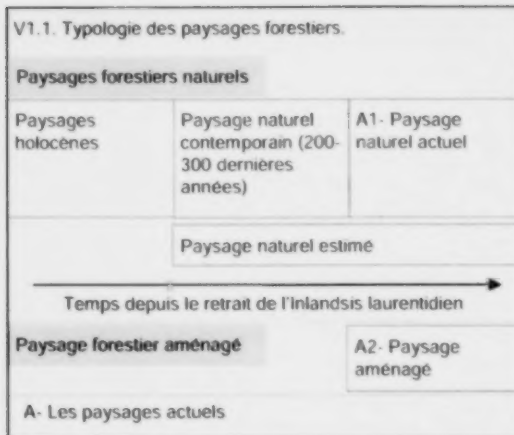 V1.1. Typologie des paysages forestiers.
Paysages forestiers naturels
Paysages
holocènes
Paysage naturel
contemporain (200-
300 dernières
années)
A1- Paysage
naturel actuel
Paysage naturel estimé
Temps depuis le retrait de l'Inlandsis laurentidien
Paysage forestier aménagé
A2- Paysage
aménagé
A- Les paysages actuels